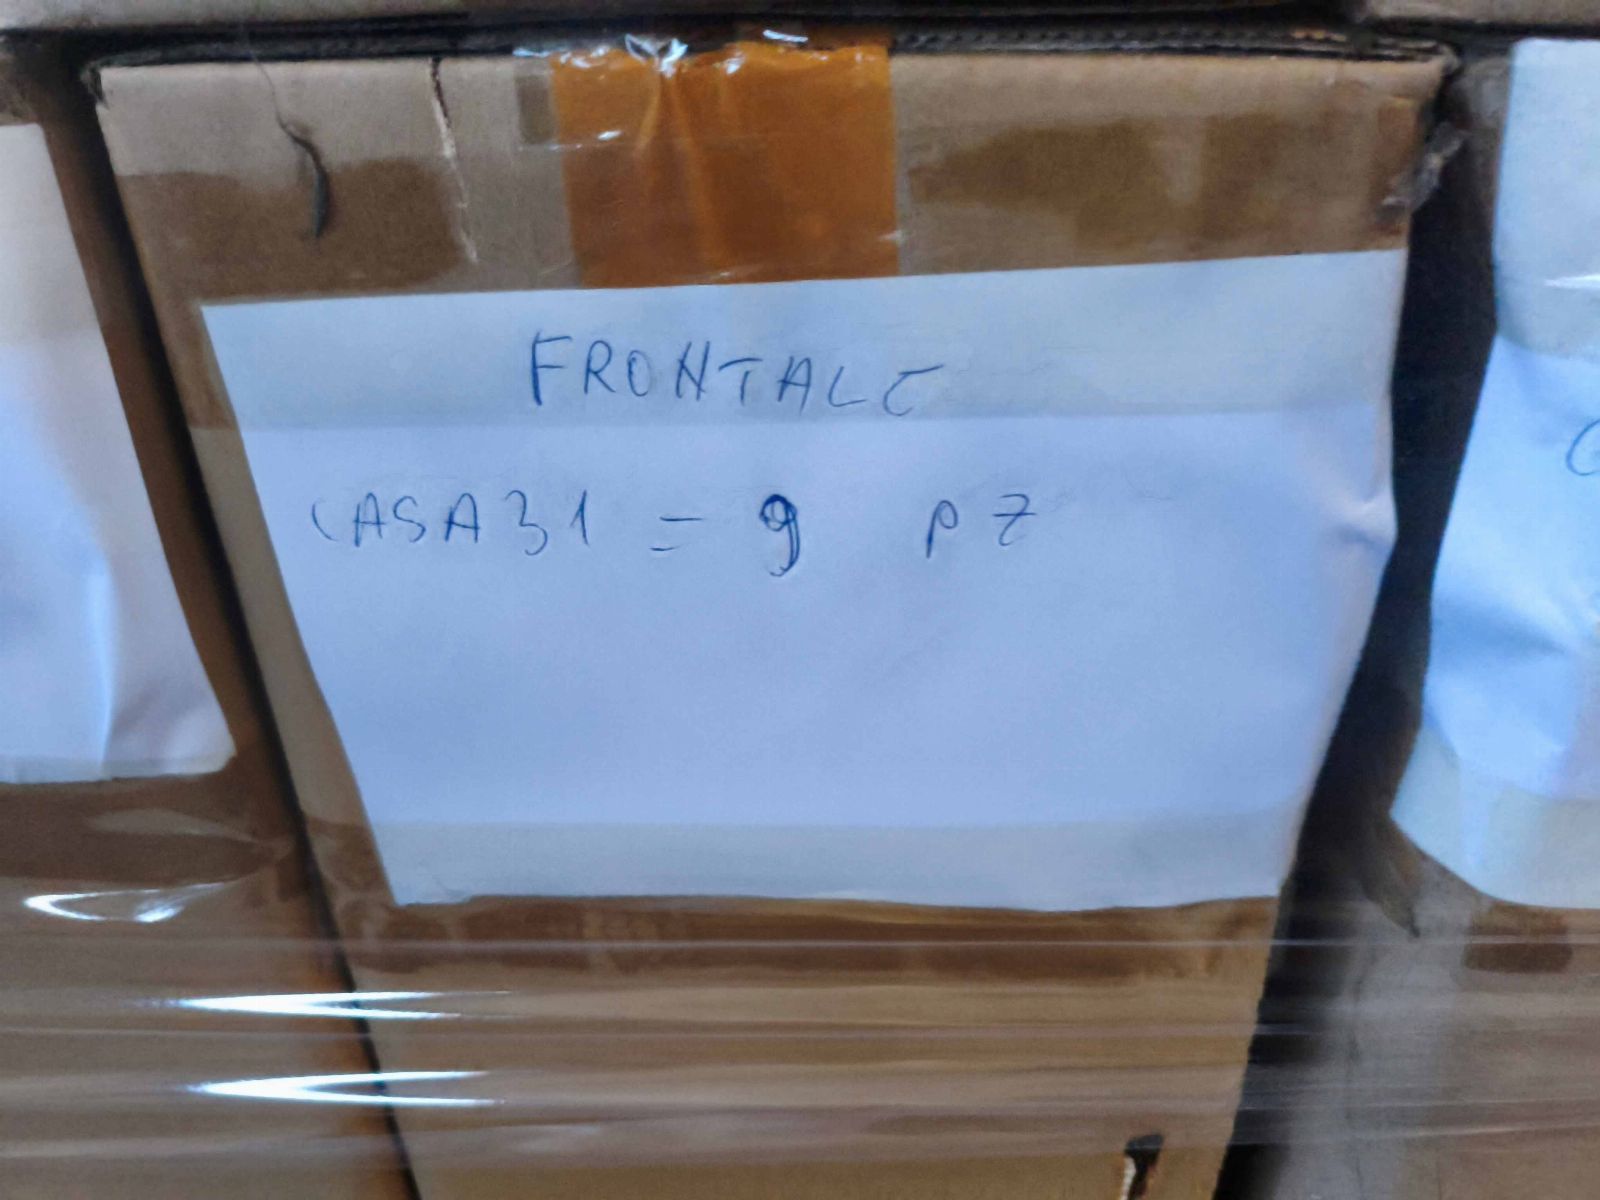 FRONTALE
CASA31 = 9 PZ